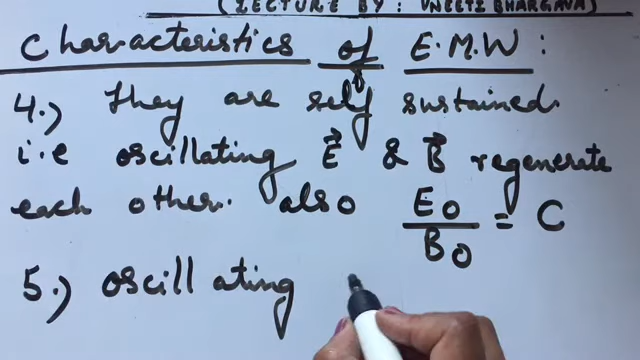 (LECTURE BY : VNEETI BHARGAVA)
Characteristics of E.M.W :
4.) They are self sustained.
i.e oscillating E⃗ & B⃗ regenerate
each other. also E₀/B₀ = C
5.) oscillating